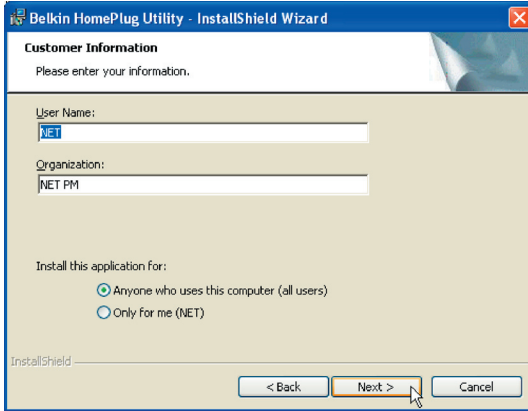 Belkin HomePlug Utility - InstallShield Wizard
Customer Information
Please enter your information.
User Name:
NET
Organization:
NET PM
Install this application for:
Anyone who uses this computer (all users)
Only for me (NET)
InstallShield
< Back Next > Cancel